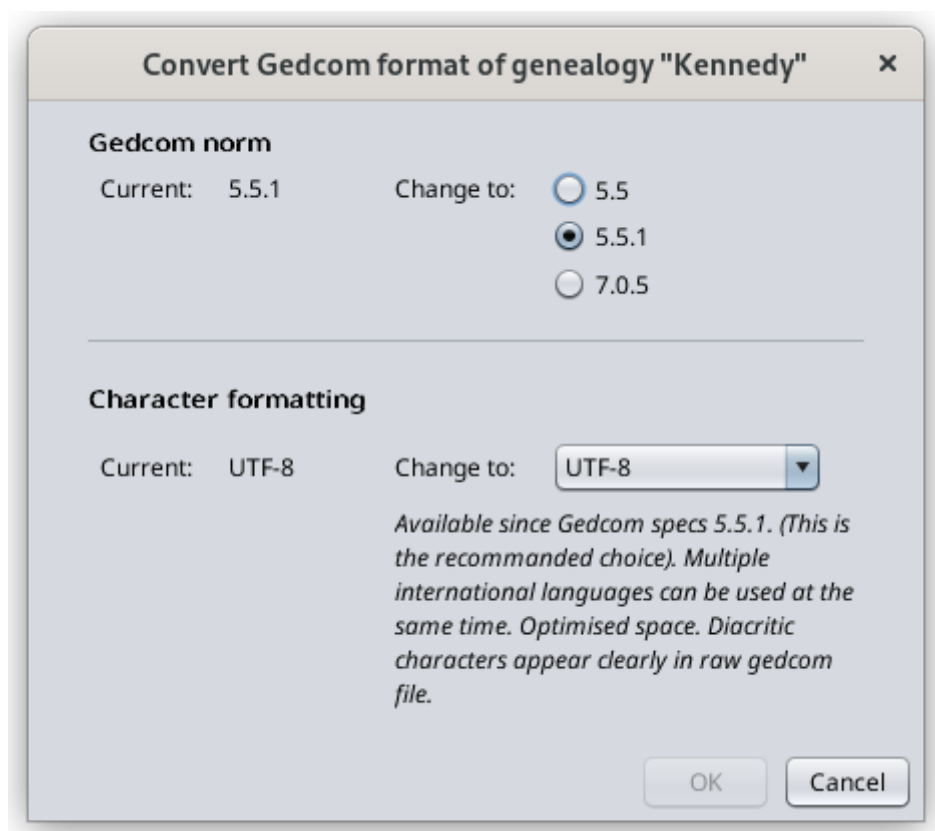 Convert Gedcom format of genealogy "Kennedy"
Gedcom norm
Current: 5.5.1 Change to: 5.5
5.5.1
7.0.5
Character formatting
Current: UTF-8 Change to: UTF-8
Available since Gedcom specs 5.5.1. (This is
the recommanded choice). Multiple
international languages can be used at the
same time. Optimised space. Diacritic
characters appear clearly in raw gedcom
file.
OK Cancel